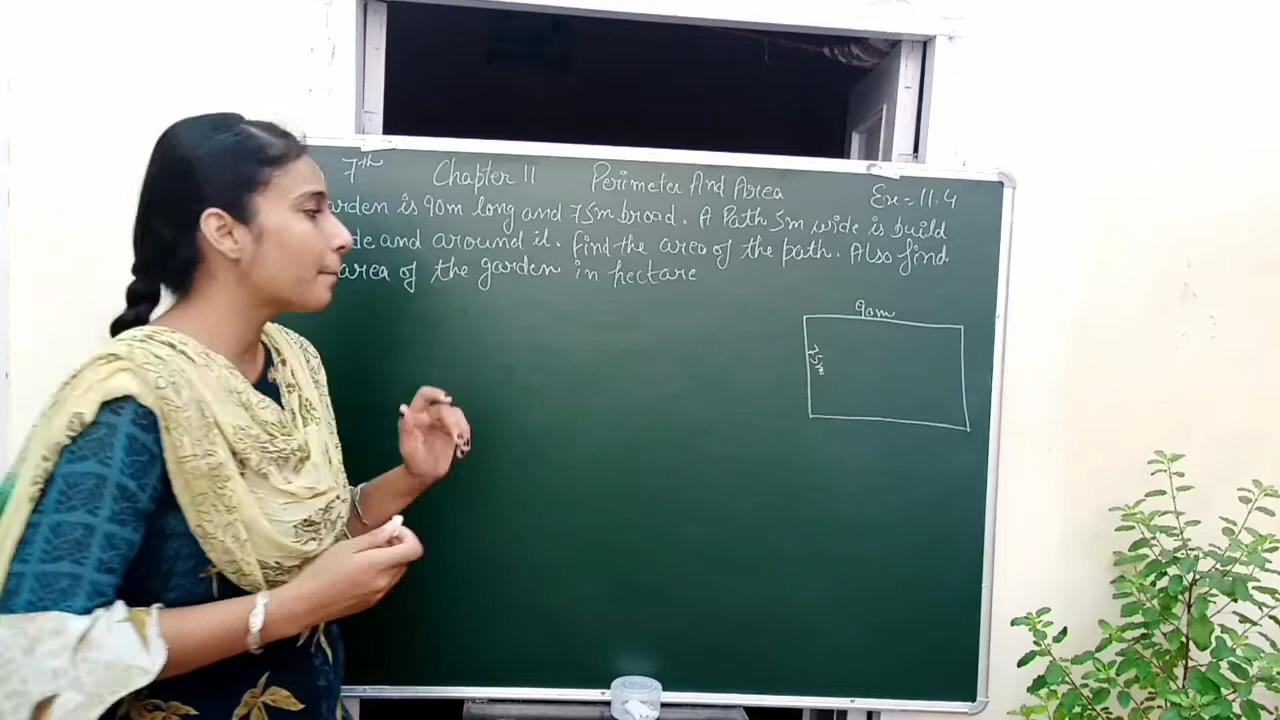 7th Chapter 11 Perimeter And Area Ex=11.4
arden is 90m long and 75m broad. A Path 5m wide is build
de and around it. find the area of the path. Also find
area of the garden in hectare
90m
75m